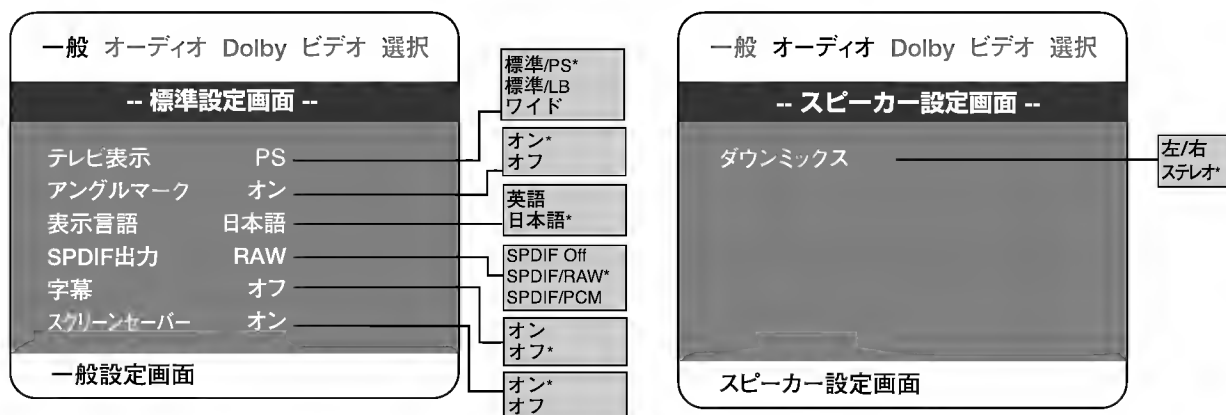 一般 オーディオ Dolby ビデオ 選択
-- 標準設定画面 --
テレビ表示 PS
アングルマーク オン
表示言語 日本語
SPDIF出力 RAW
字幕 オフ
スクリーンセーバー オン
一般設定画面
標準/PS*
標準/LB
ワイド
オン*
オフ
英語
日本語*
SPDIF Off
SPDIF/RAW*
SPDIF/PCM
オン
オフ*
オン*
オフ
一般 オーディオ Dolby ビデオ 選択
-- スピーカー設定画面 --
ダウンミックス
スピーカー設定画面
左/右
ステレオ*